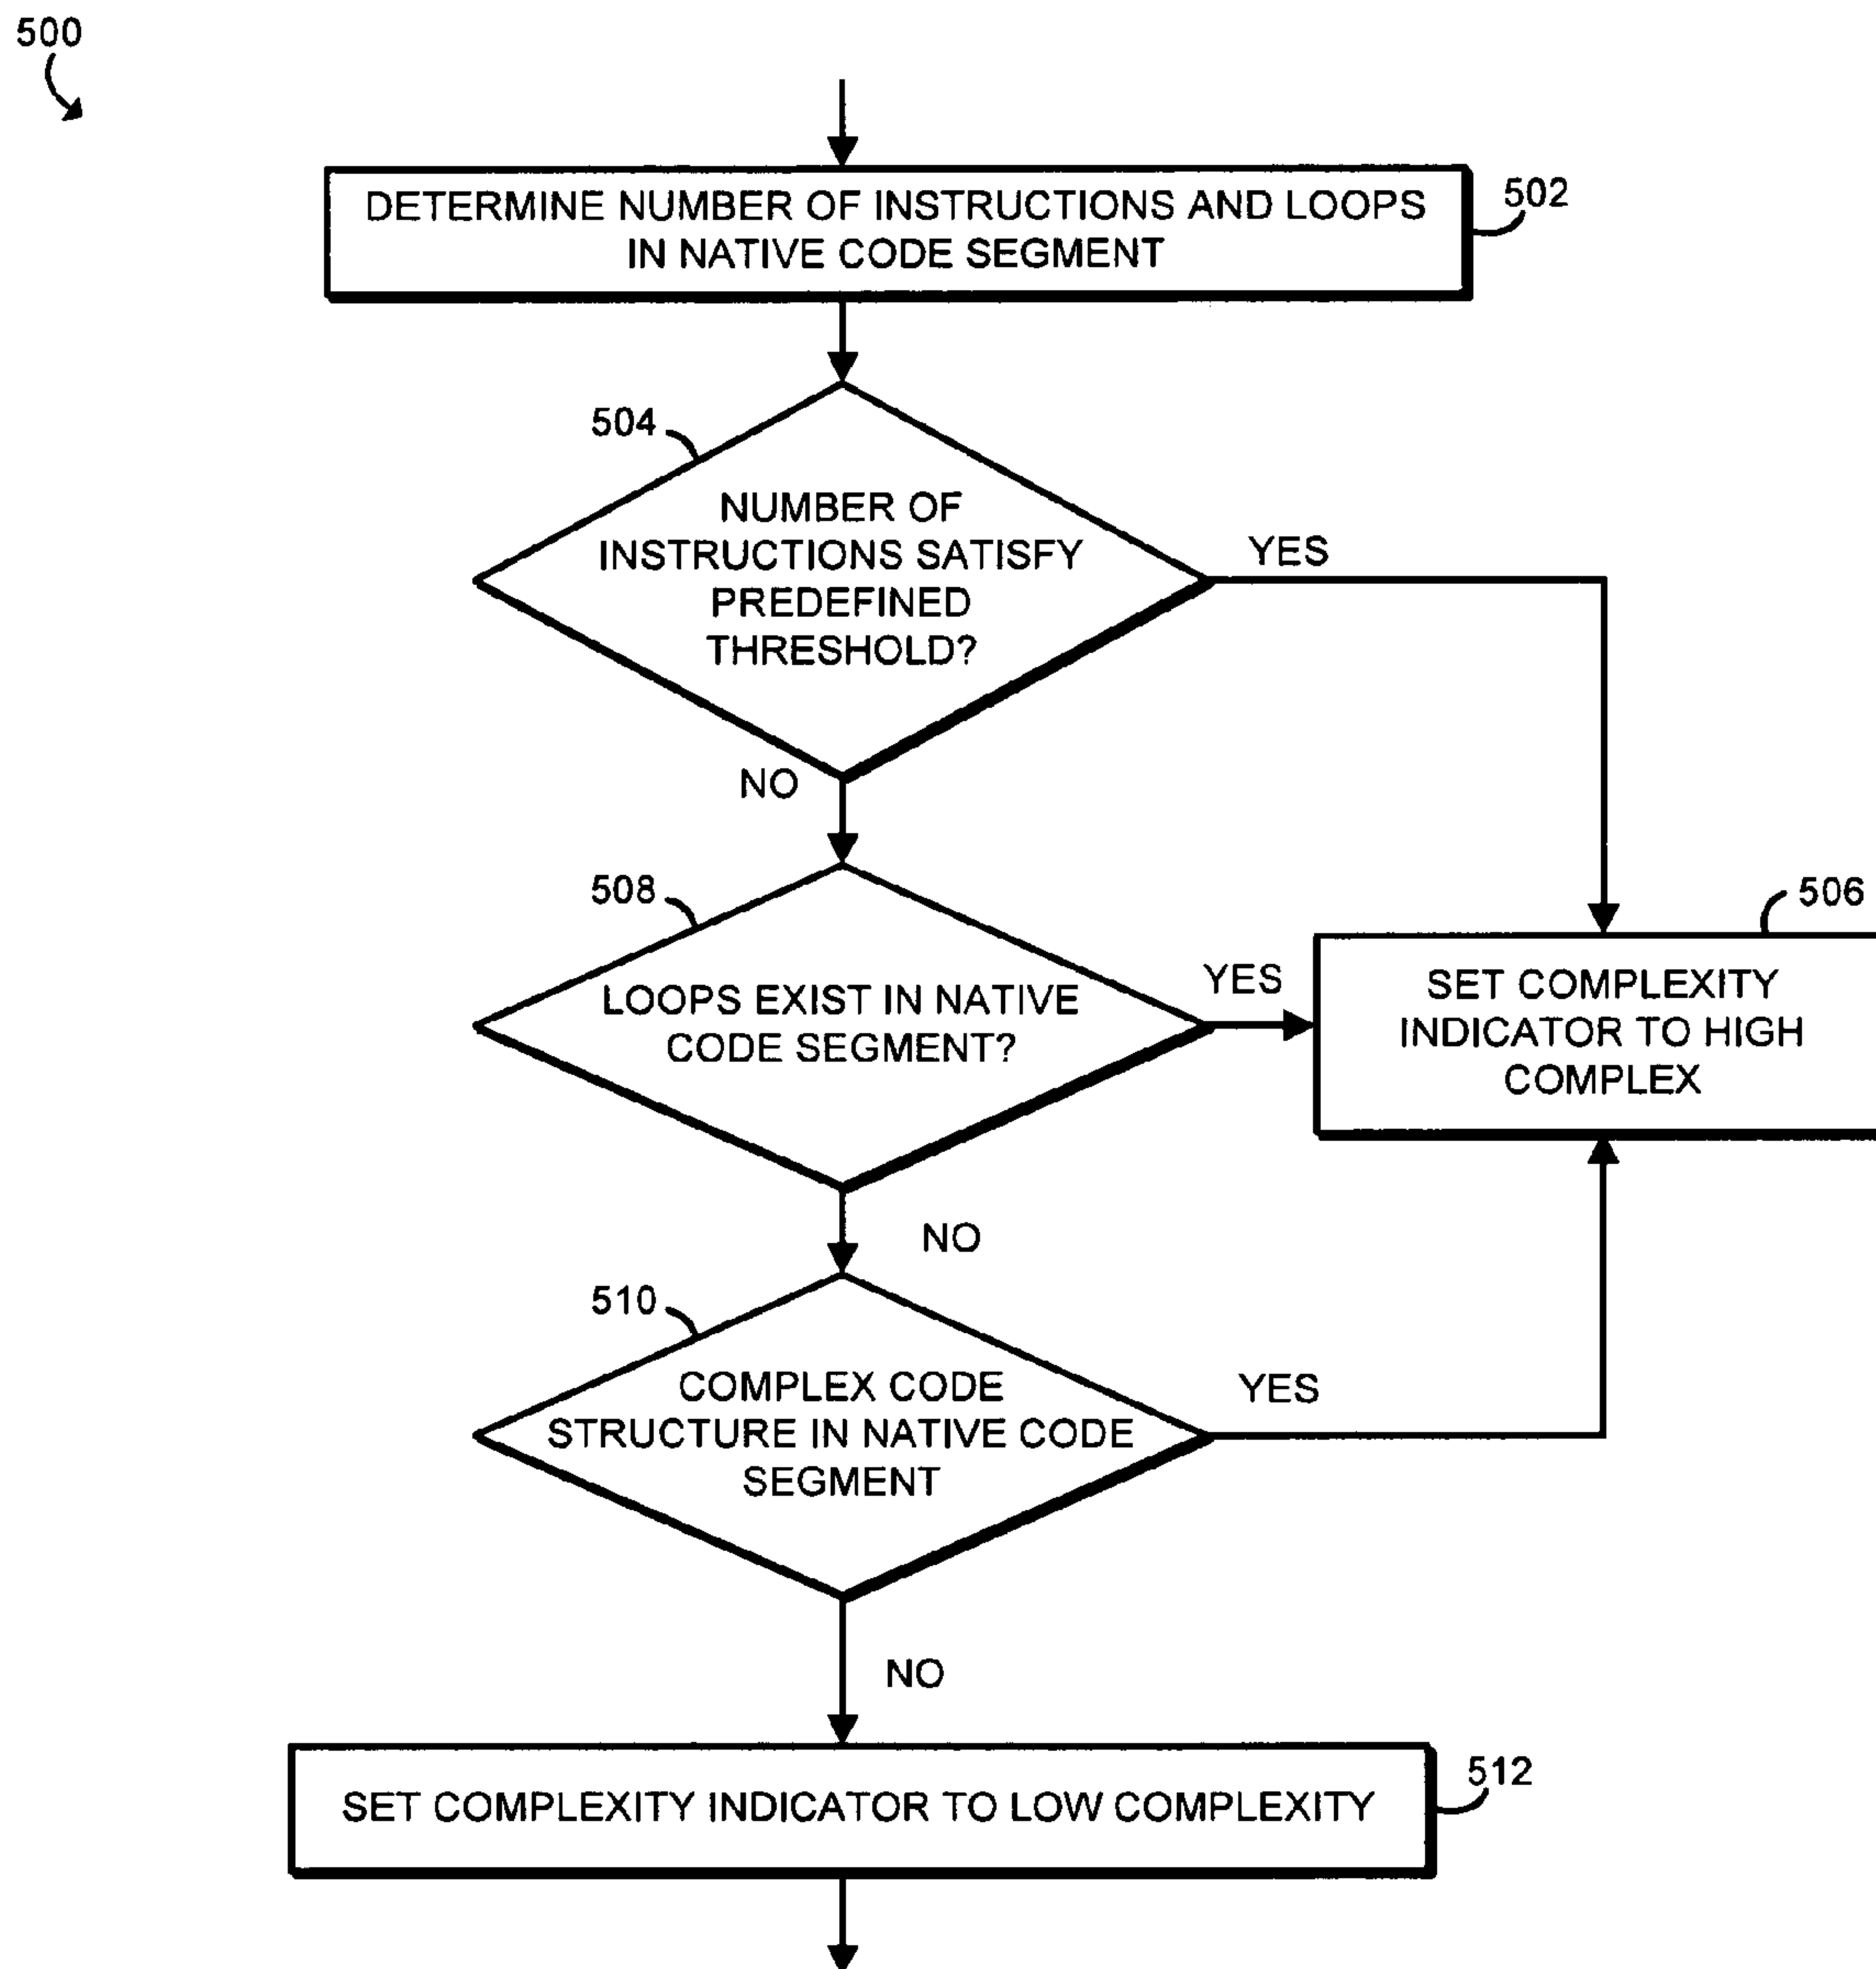 500
DETERMINE NUMBER OF INSTRUCTIONS AND LOOPS
IN NATIVE CODE SEGMENT
502
504
NUMBER OF
INSTRUCTIONS SATISFY
PREDEFINED
THRESHOLD?
YES
NO
508
LOOPS EXIST IN NATIVE
CODE SEGMENT?
YES
506
SET COMPLEXITY
INDICATOR TO HIGH
COMPLEX
NO
510
COMPLEX CODE
STRUCTURE IN NATIVE CODE
SEGMENT
YES
NO
SET COMPLEXITY INDICATOR TO LOW COMPLEXITY
512